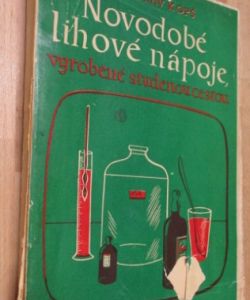 Novodobé
lihové nápoje,
vyrobené studenou cestou